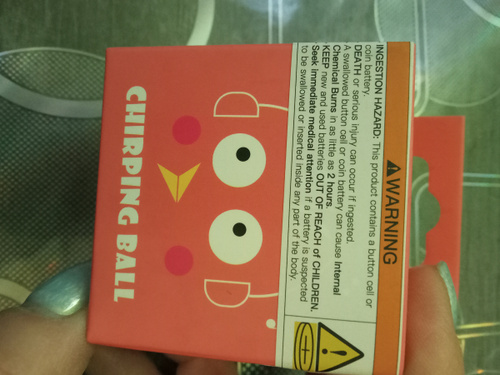 WARNING
INGESTION HAZARD: This product contains a button cell or
coin battery.
DEATH or serious injury can occur if ingested.
A swallowed button cell or coin battery can cause Internal
Chemical Burns in as little as 2 hours.
KEEP new and used batteries OUT OF REACH of CHILDREN.
Seek immediate medical attention if a battery is suspected
to be swallowed or inserted inside any part of the body.
CHIRPING BALL